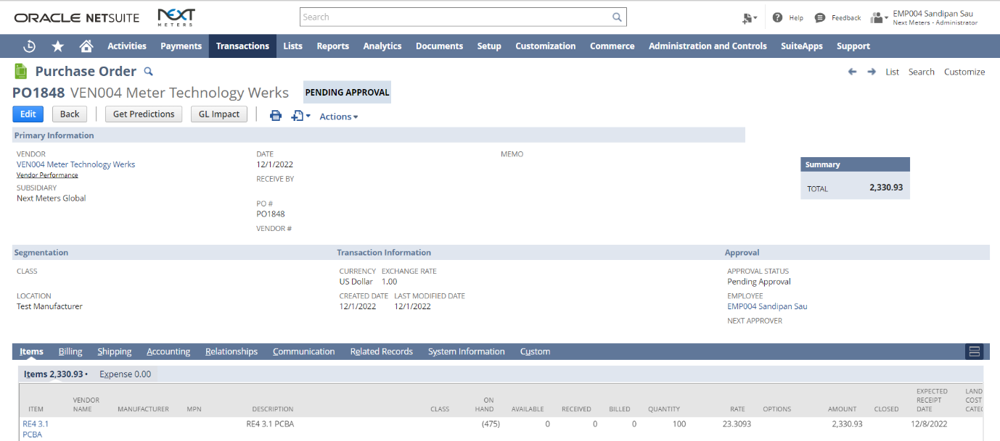 ORACLE NETSUITE NEXT METERS Search Help Feedback EMP004 Sandipan Sau
Next Meters - Administrator
Activities Payments Transactions Lists Reports Analytics Documents Setup Customization Commerce Administration and Controls SuiteApps Support
Purchase Order List Search Customize
PO1848 VEN004 Meter Technology Werks PENDING APPROVAL
Edit Back Get Predictions GL Impact Actions
Primary Information
VENDOR DATE MEMO
VEN004 Meter Technology Werks 12/1/2022 Summary
Vendor Performance RECEIVE BY
SUBSIDIARY TOTAL 2,330.93
Next Meters Global
PO #
PO1848
VENDOR #
Segmentation Transaction Information Approval
CLASS CURRENCY EXCHANGE RATE APPROVAL STATUS
US Dollar 1.00 Pending Approval
LOCATION CREATED DATE LAST MODIFIED DATE EMPLOYEE
Test Manufacturer 12/1/2022 12/1/2022 EMP004 Sandipan Sau
NEXT APPROVER
Items Billing Shipping Accounting Relationships Communication Related Records System Information Custom
Items 2,330.93 • Expense 0.00
ITEM VENDOR NAME MANUFACTURER MPN DESCRIPTION CLASS ON HAND AVAILABLE RECEIVED BILLED QUANTITY RATE OPTIONS AMOUNT CLOSED EXPECTED RECEIPT DATE LAND COST CATE
RE4 3.1 RE4 3.1 PCBA (475) 0 0 0 100 23.3093 2,330.93 12/8/2022
PCBA